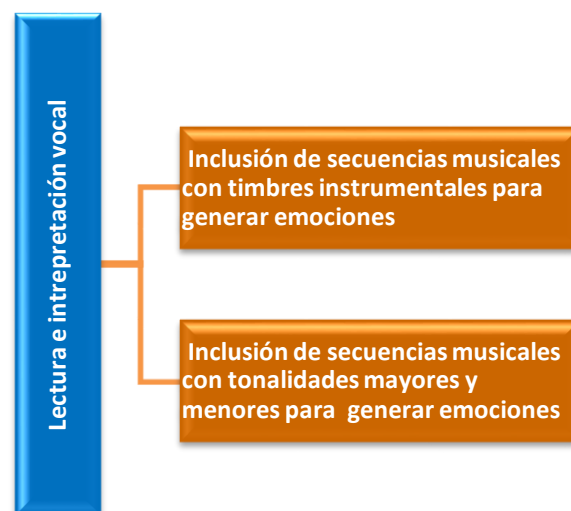 Lectura e intrepretación vocal
Inclusión de secuencias musicales
con timbres instrumentales para
generar emociones
Inclusión de secuencias musicales
con tonalidades mayores y
menores para generar emociones